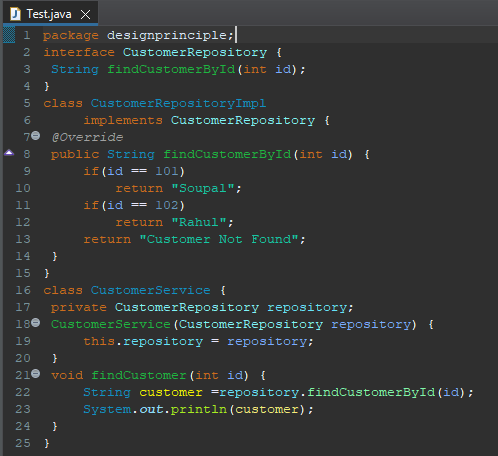 Test.java
1 package designprinciple;
2 interface CustomerRepository {
3  String findCustomerById(int id);
4 }
5 class CustomerRepositoryImpl
6       implements CustomerRepository {
7  @Override
8  public String findCustomerById(int id) {
9       if(id == 101)
10           return "Soupal";
11      if(id == 102)
12           return "Rahul";
13      return "Customer Not Found";
14  }
15 }
16 class CustomerService {
17  private CustomerRepository repository;
18  CustomerService(CustomerRepository repository) {
19      this.repository = repository;
20  }
21  void findCustomer(int id) {
22      String customer =repository.findCustomerById(id);
23      System.out.println(customer);
24  }
25 }